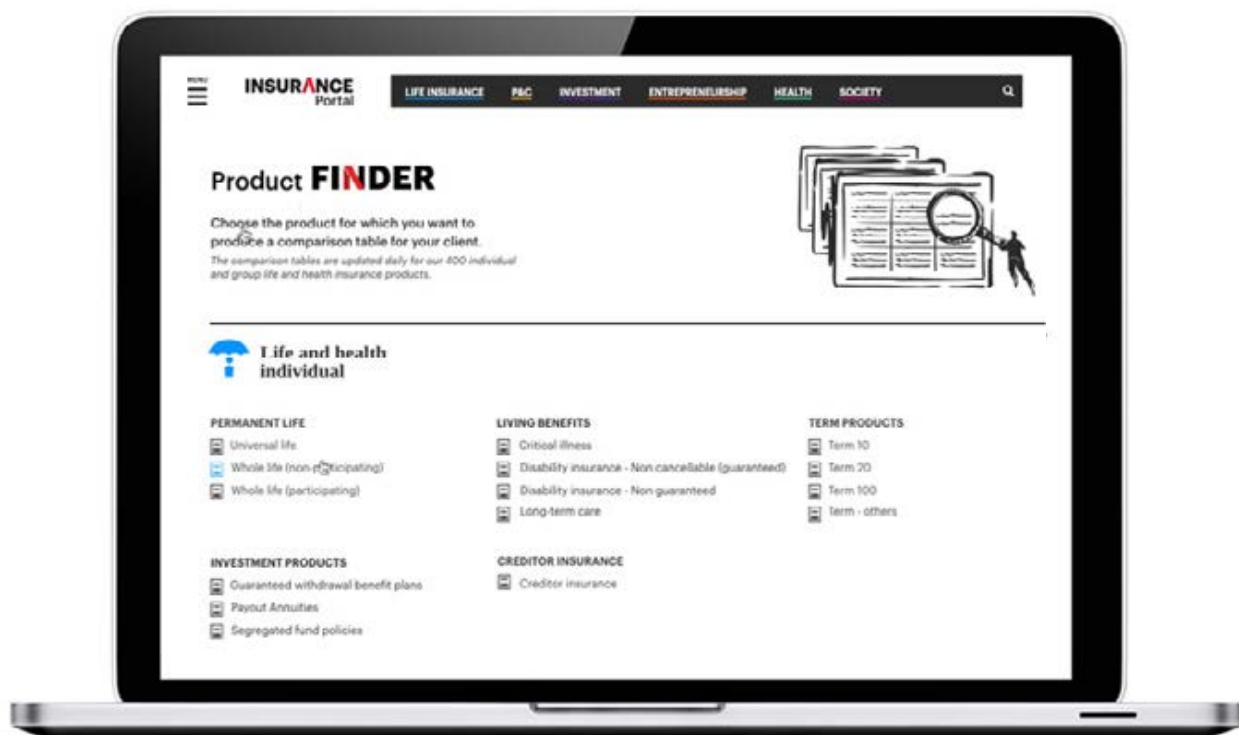 MENU
INSURANCE
Portal
LIFE INSURANCE P&C INVESTMENT ENTREPRENEURSHIP HEALTH SOCIETY
Product FINDER
Choose the product for which you want to
produce a comparison table for your client.
The comparison tables are updated daily for our 400 individual
and group life and health insurance products.
Life and health
individual
PERMANENT LIFE
Universal life
Whole life (non-participating)
Whole life (participating)
LIVING BENEFITS
Critical illness
Disability insurance - Non cancellable (guaranteed)
Disability insurance - Non guaranteed
Long-term care
TERM PRODUCTS
Term 10
Term 20
Term 100
Term - others
INVESTMENT PRODUCTS
Guaranteed withdrawal benefit plans
Payout Annuities
Segregated fund policies
CREDITOR INSURANCE
Creditor insurance